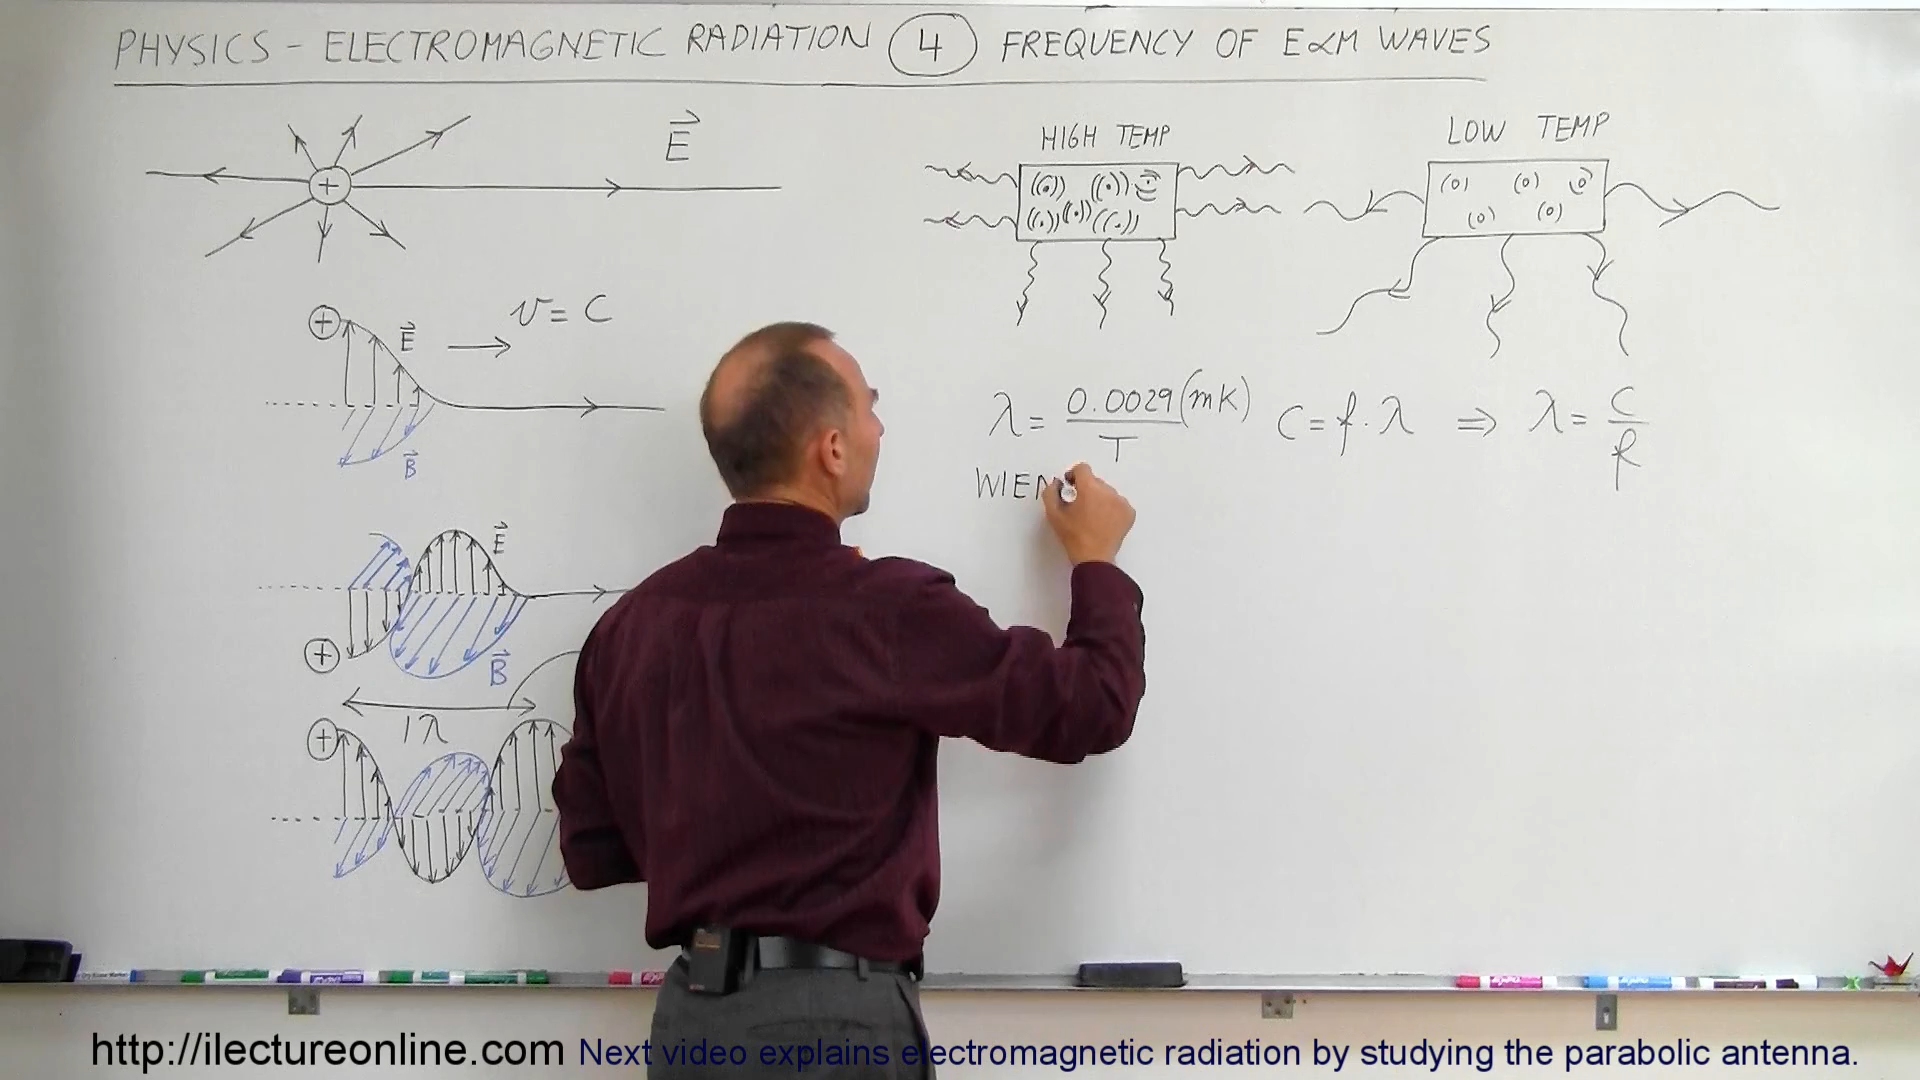 PHYSICS - ELECTROMAGNETIC RADIATION 4 FREQUENCY OF E&M WAVES
E
HIGH TEMP
LOW TEMP
+
v = C
+
E
B
λ = 0.0029 (mK) / T
C = f · λ ⇒ λ = C / f
WIEN
E
+
B
1λ
+
http://ilectureonline.com Next video explains electromagnetic radiation by studying the parabolic antenna.